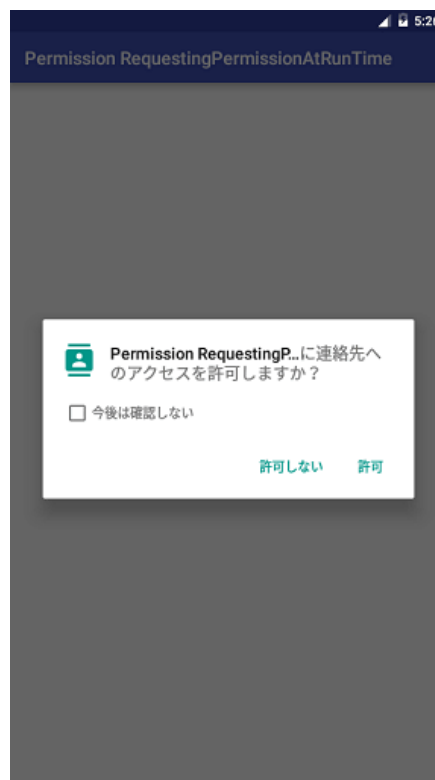 5:26
Permission RequestingPermissionAtRunTime
Permission RequestingP...に連絡先へ
のアクセスを許可しますか？
今後は確認しない
許可しない 許可